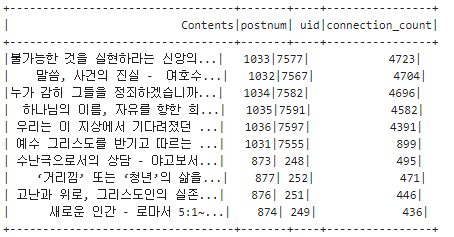 +--------------------+-------+----+----------------+
| Contents|postnum| uid|connection_count|
+--------------------+-------+----+----------------+
|불가능한 것을 실현하라는 신앙의...| 1033|7577| 4723|
| 말씀, 사건의 진실 - 여호수...| 1032|7567| 4704|
|누가 감히 그들을 정죄하겠습니까...| 1034|7582| 4696|
| 하나님의 이름, 자유를 향한 희...| 1035|7591| 4582|
| 우리는 이 지상에서 기다려졌던 ...| 1036|7597| 4391|
| 예수 그리스도를 반기고 따르는 ...| 1031|7555| 899|
| 수난극으로서의 상담 - 야고보서...| 873| 248| 495|
| ‘거리낌’ 또는 ‘청년’의 삶을...| 877| 252| 471|
| 고난과 위로, 그리스도인의 실존...| 876| 251| 446|
| 새로운 인간 - 로마서 5:1~...| 874| 249| 436|
+--------------------+-------+----+----------------+